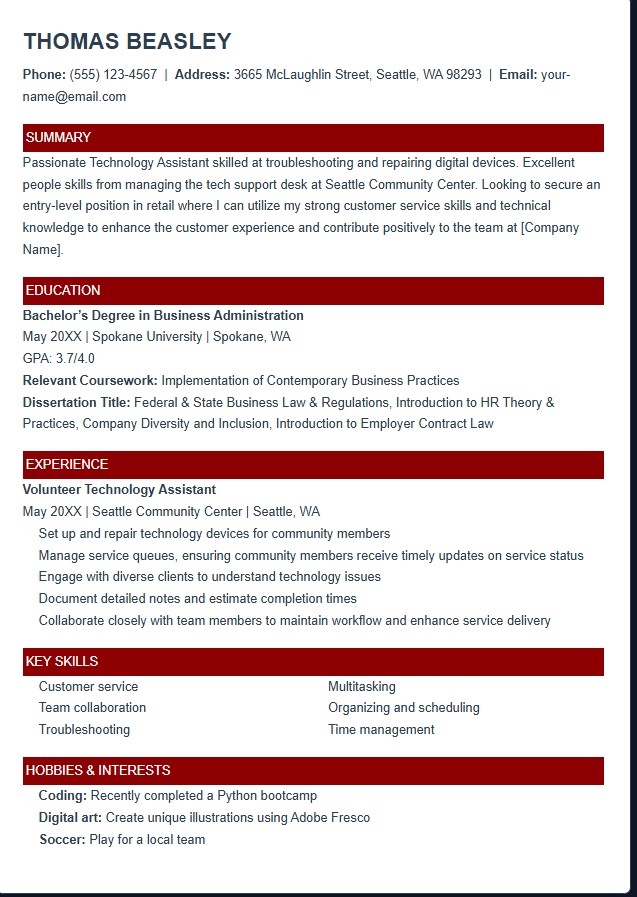 THOMAS BEASLEY
Phone: (555) 123-4567 | Address: 3665 McLaughlin Street, Seattle, WA 98293 | Email: your-
name@email.com
SUMMARY
Passionate Technology Assistant skilled at troubleshooting and repairing digital devices. Excellent
people skills from managing the tech support desk at Seattle Community Center. Looking to secure an
entry-level position in retail where I can utilize my strong customer service skills and technical
knowledge to enhance the customer experience and contribute positively to the team at [Company
Name].
EDUCATION
Bachelor’s Degree in Business Administration
May 20XX | Spokane University | Spokane, WA
GPA: 3.7/4.0
Relevant Coursework: Implementation of Contemporary Business Practices
Dissertation Title: Federal & State Business Law & Regulations, Introduction to HR Theory &
Practices, Company Diversity and Inclusion, Introduction to Employer Contract Law
EXPERIENCE
Volunteer Technology Assistant
May 20XX | Seattle Community Center | Seattle, WA
Set up and repair technology devices for community members
Manage service queues, ensuring community members receive timely updates on service status
Engage with diverse clients to understand technology issues
Document detailed notes and estimate completion times
Collaborate closely with team members to maintain workflow and enhance service delivery
KEY SKILLS
Customer service
Team collaboration
Troubleshooting
Multitasking
Organizing and scheduling
Time management
HOBBIES & INTERESTS
Coding: Recently completed a Python bootcamp
Digital art: Create unique illustrations using Adobe Fresco
Soccer: Play for a local team